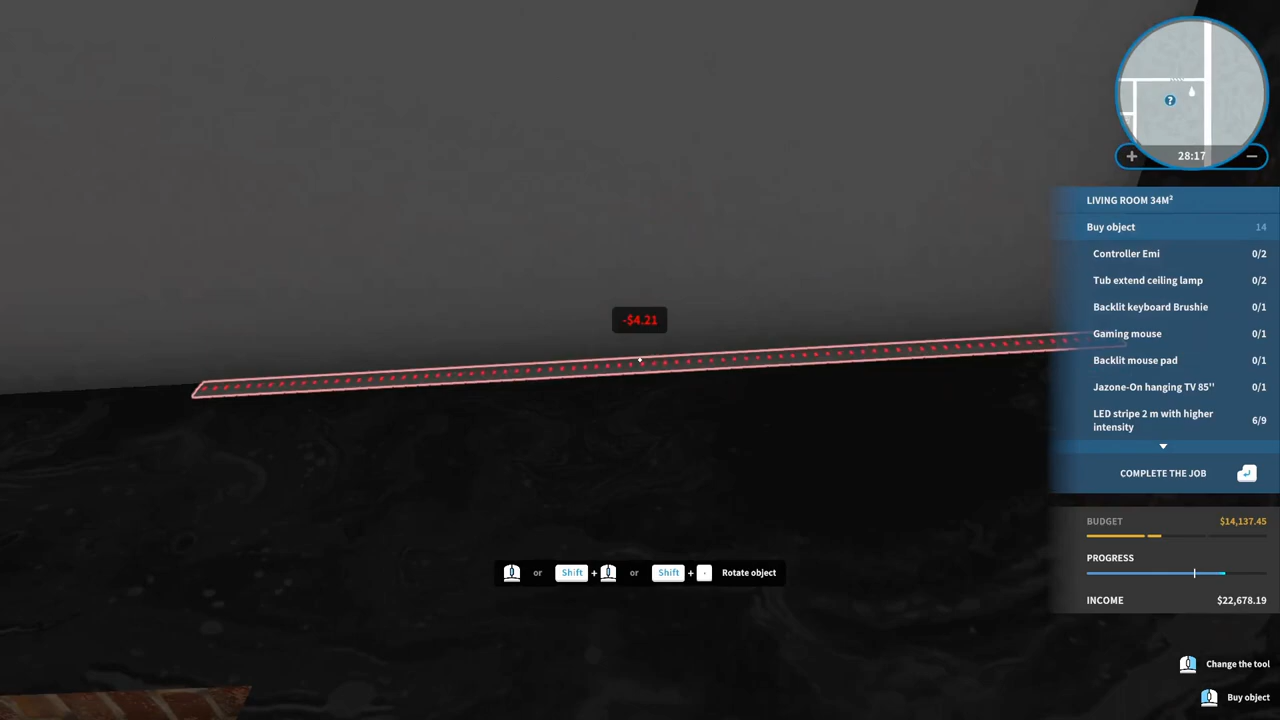 ?
28:17
LIVING ROOM 34M²
Buy object 14
Controller Emi 0/2
Tub extend ceiling lamp 0/2
Backlit keyboard Brushie 0/1
Gaming mouse 0/1
Backlit mouse pad 0/1
Jazone-On hanging TV 85'' 0/1
LED stripe 2 m with higher
intensity 6/9
COMPLETE THE JOB
BUDGET $14,137.45
PROGRESS
INCOME $22,678.19
-$4.21
or Shift + or Shift + . Rotate object
Change the tool
Buy object